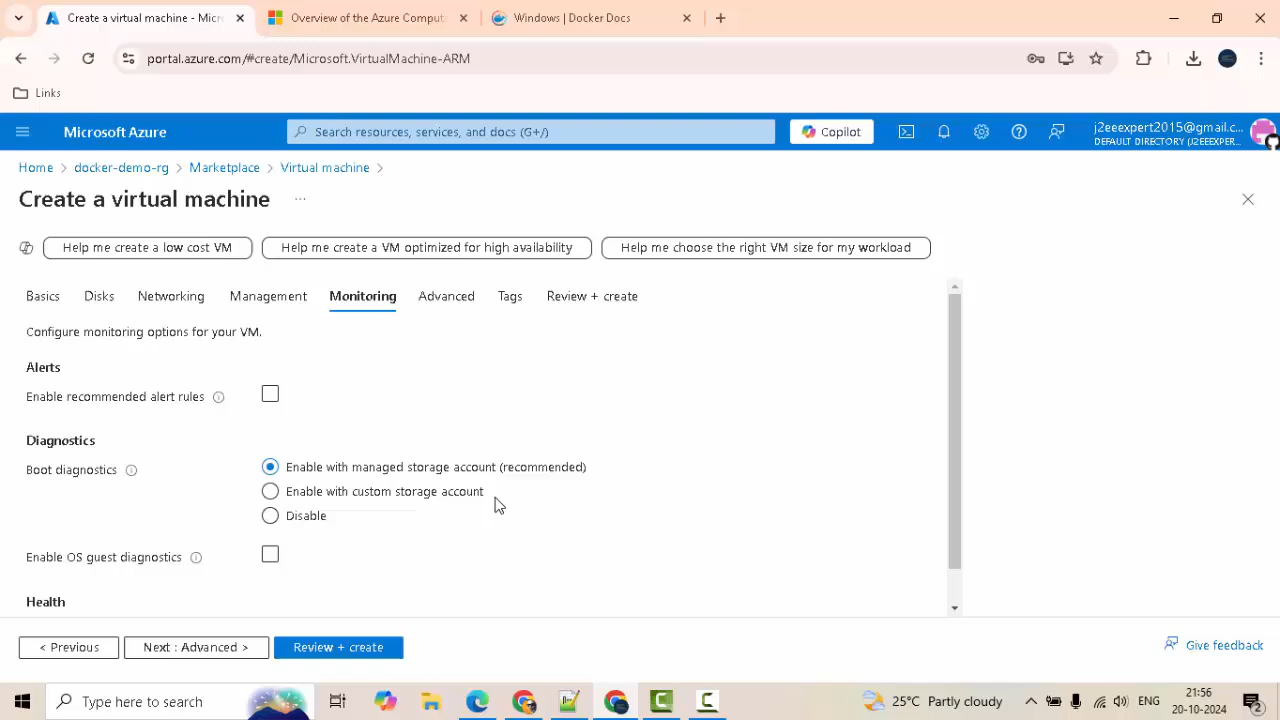 Create a virtual machine - Micr
Overview of the Azure Comput
Windows | Docker Docs
portal.azure.com/#create/Microsoft.VirtualMachine-ARM
Links
Microsoft Azure
Search resources, services, and docs (G+/)
Copilot
j2eeexpert2015@gmail.c...
DEFAULT DIRECTORY (J2EEEXPER...
Home > docker-demo-rg > Marketplace > Virtual machine >
Create a virtual machine ...
Help me create a low cost VM
Help me create a VM optimized for high availability
Help me choose the right VM size for my workload
Basics Disks Networking Management Monitoring Advanced Tags Review + create
Configure monitoring options for your VM.
Alerts
Enable recommended alert rules
Diagnostics
Boot diagnostics
Enable with managed storage account (recommended)
Enable with custom storage account
Disable
Enable OS guest diagnostics
Health
< Previous
Next : Advanced >
Review + create
Give feedback
Type here to search
25°C Partly cloudy
ENG
21:56
20-10-2024
2